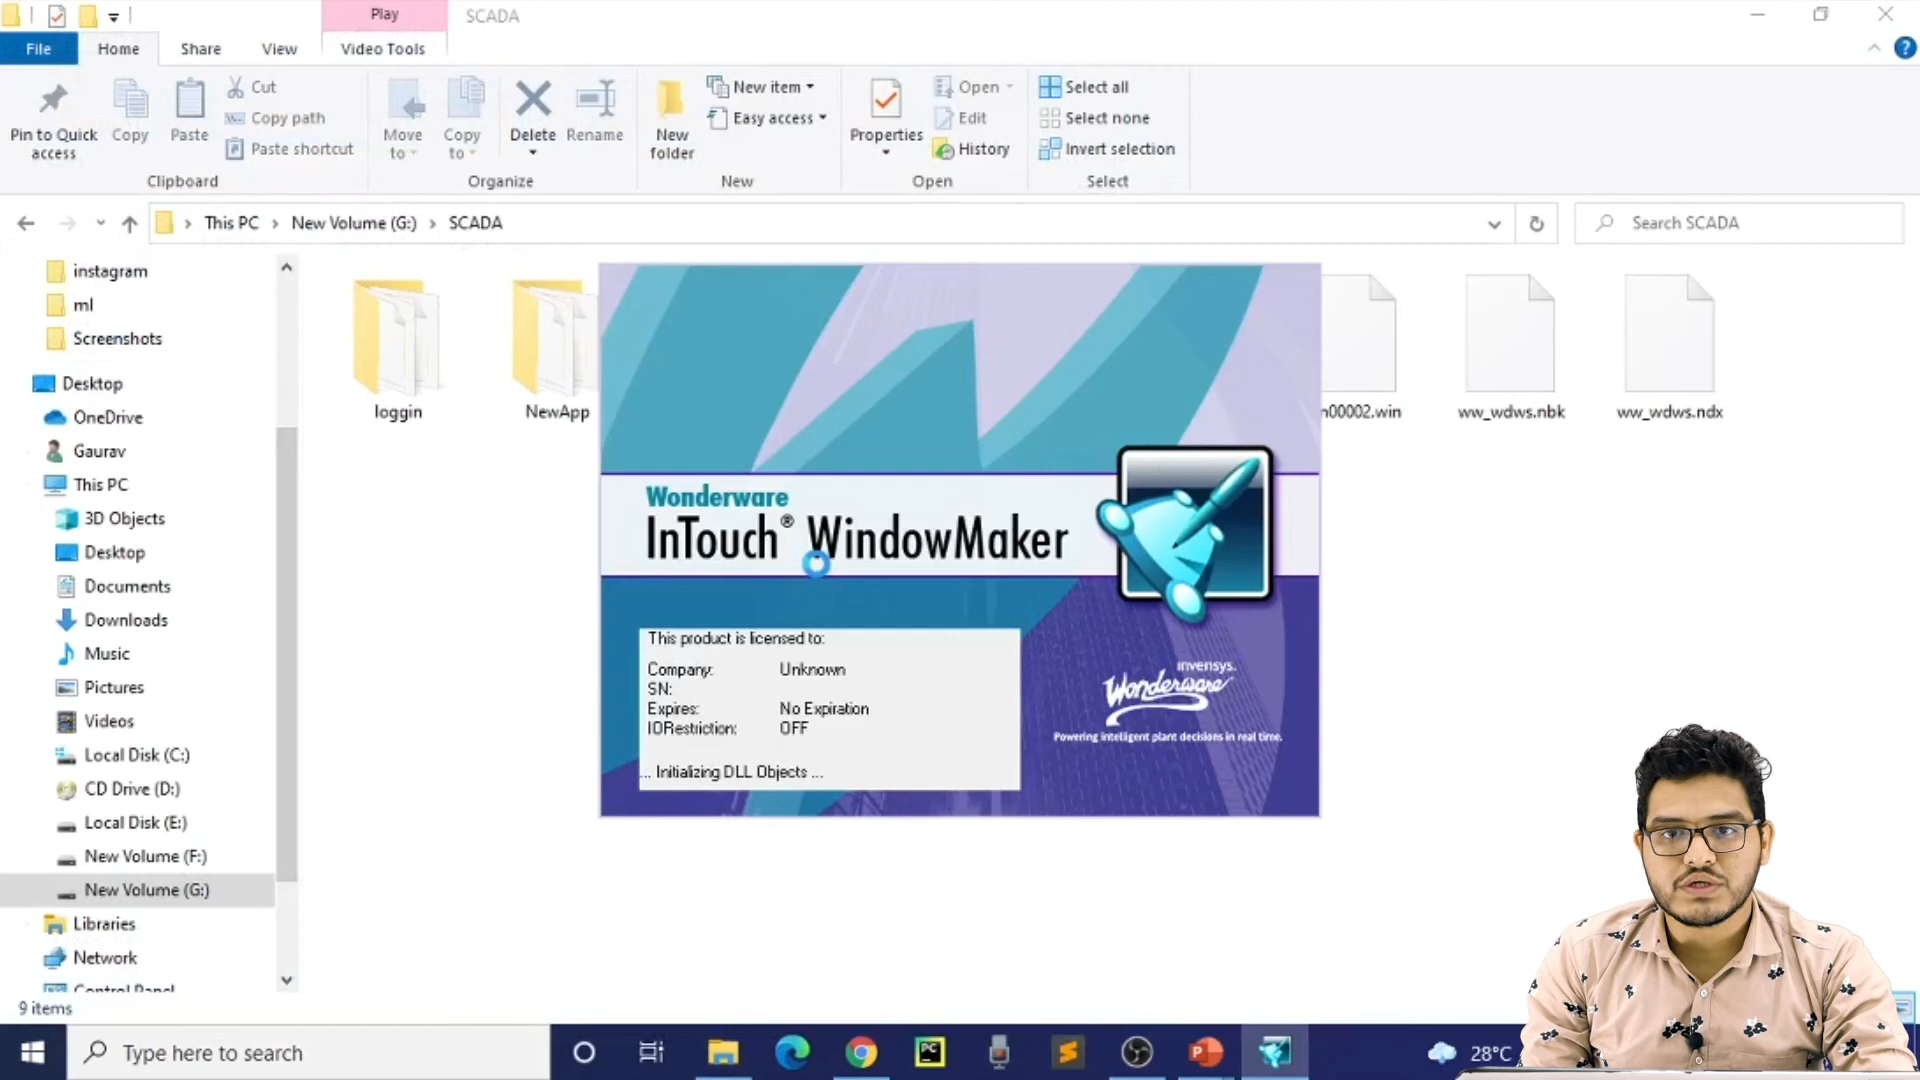 Play
SCADA
File
Home
Share
View
Video Tools
Pin to Quick access
Copy
Paste
Cut
Copy path
Paste shortcut
Clipboard
Move to
Copy to
Delete
Rename
Organize
New folder
New item
Easy access
New
Properties
Open
Edit
History
Open
Select all
Select none
Invert selection
Select
This PC
New Volume (G:)
SCADA
Search SCADA
instagram
ml
Screenshots
Desktop
OneDrive
Gaurav
This PC
3D Objects
Desktop
Documents
Downloads
Music
Pictures
Videos
Local Disk (C:)
CD Drive (D:)
Local Disk (E:)
New Volume (F:)
New Volume (G:)
Libraries
Network
Control Panel
9 items
loggin
NewApp
n00002.win
ww_wdws.nbk
ww_wdws.ndx
Wonderware
InTouch® WindowMaker
This product is licensed to:
Company: Unknown
SN:
Expires: No Expiration
IORestriction: OFF
... Initializing DLL Objects ...
invensys.
Wonderware
Powering intelligent plant decisions in real time.
Type here to search
PC
P
28°C